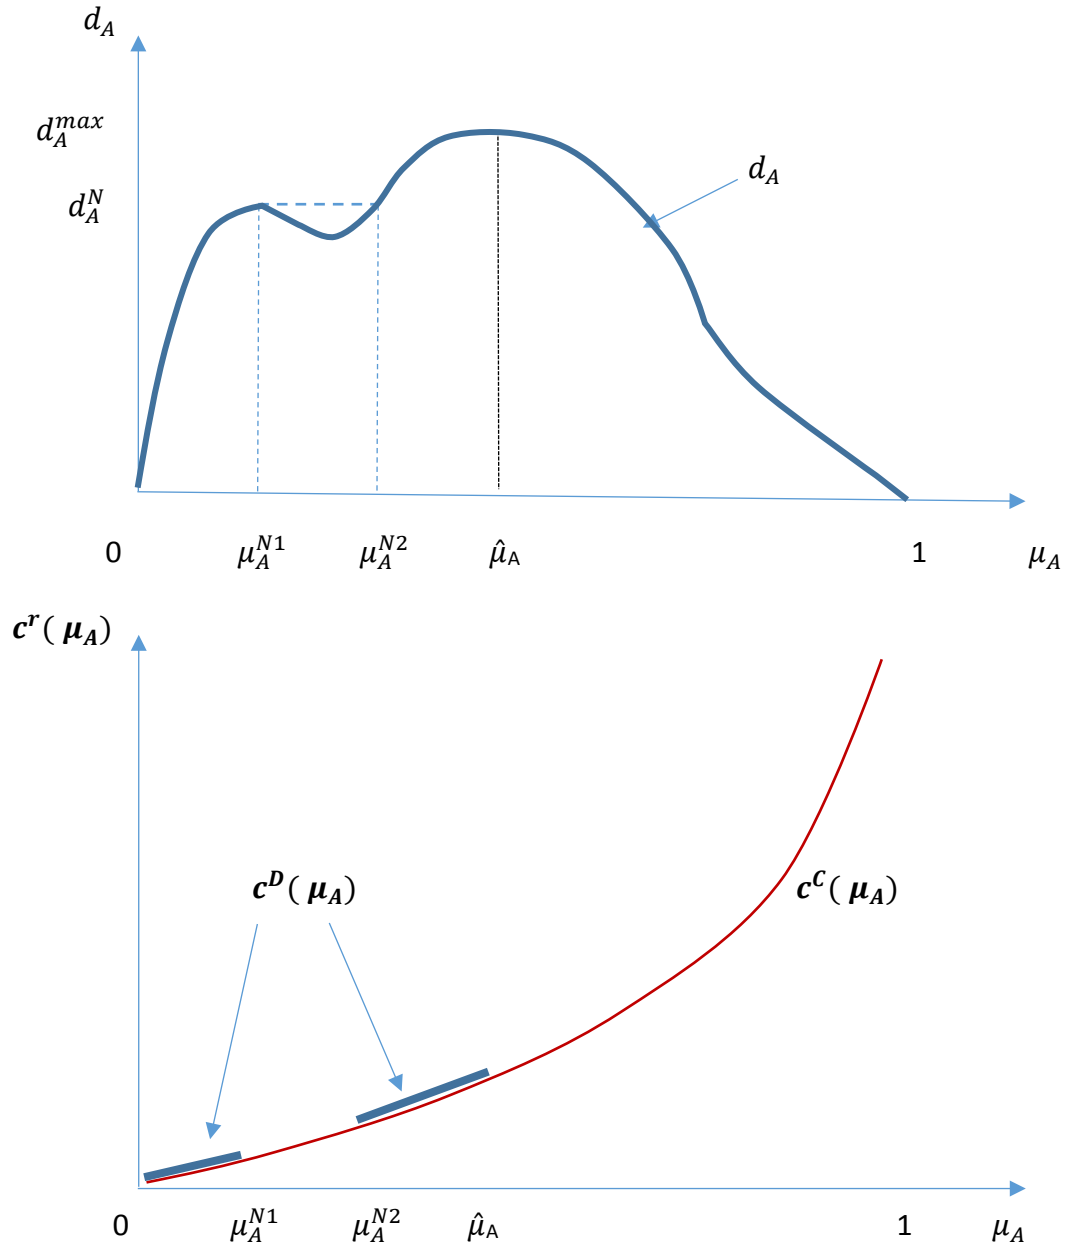 d_A
d_A^max
d_A
d_A^N
0 μ_A^N1 μ_A^N2 μ̂_A 1 μ_A
c^r( μ_A)
c^D( μ_A) c^C( μ_A)
0 μ_A^N1 μ_A^N2 μ̂_A 1 μ_A